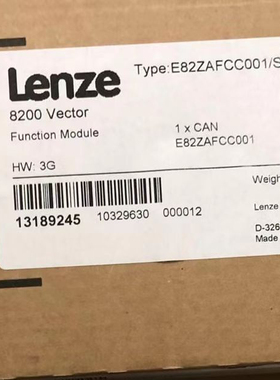 Lenze
Type:E82ZAFCC001/S
8200 Vector
Function Module
1 x CAN
E82ZAFCC001
HW: 3G
Weigh
13189245 10329630 000012
Lenze
D-326
Made